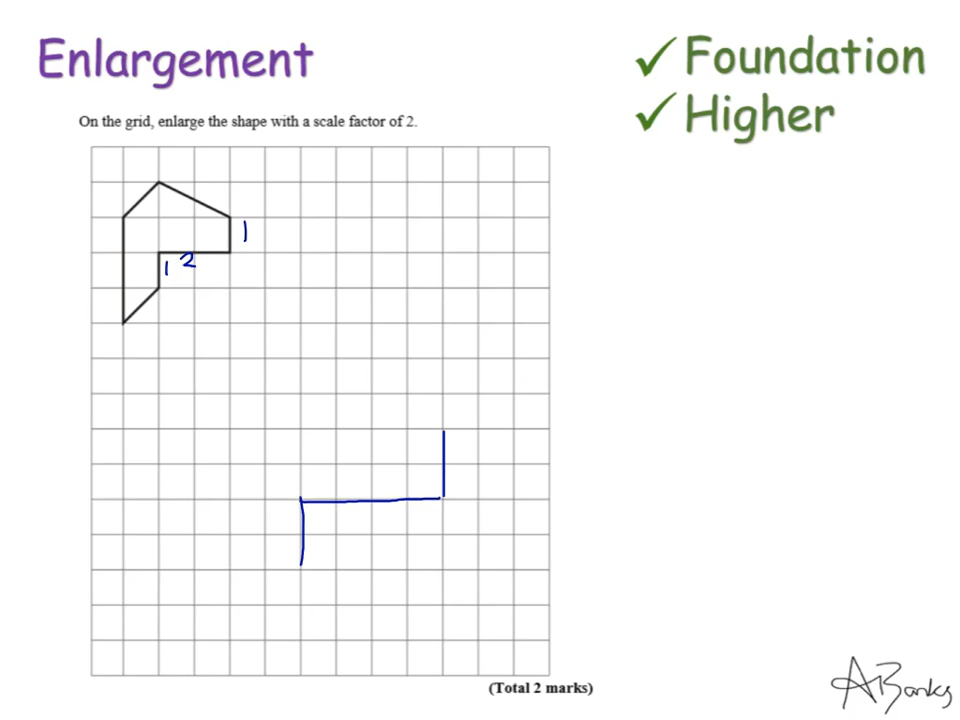 Enlargement
✓ Foundation
✓ Higher
On the grid, enlarge the shape with a scale factor of 2.
1
1 2
(Total 2 marks)
A Banks